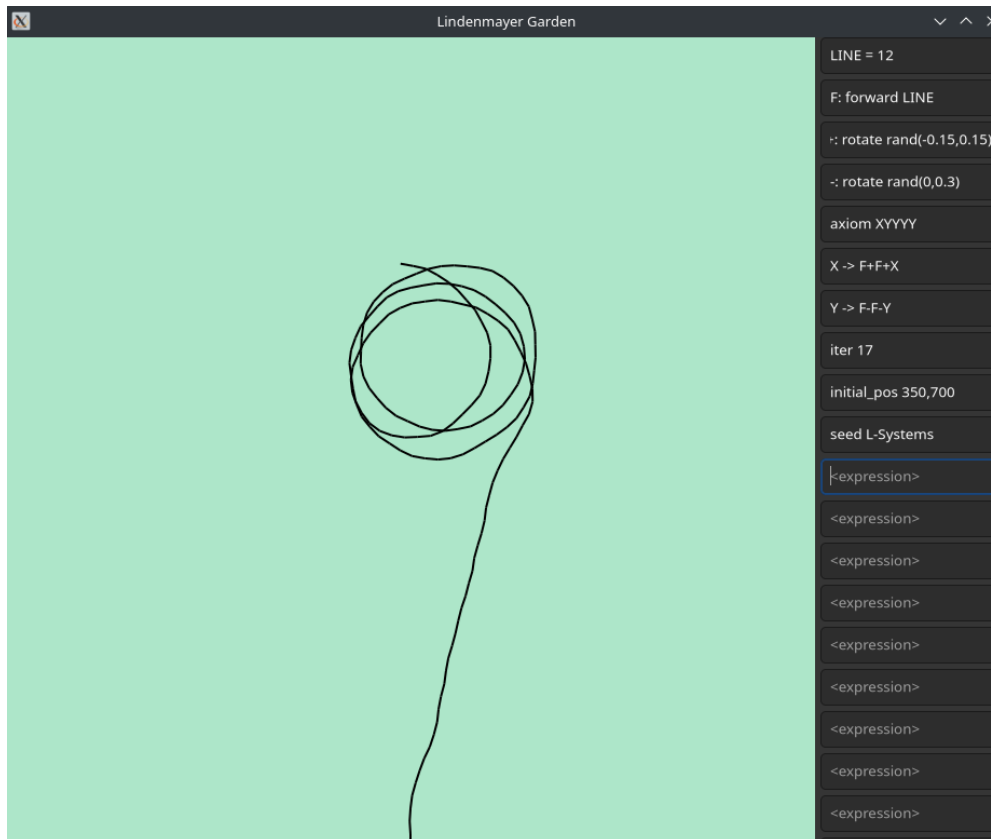 Lindenmayer Garden
LINE = 12
F: forward LINE
+: rotate rand(-0.15,0.15)
-: rotate rand(0,0.3)
axiom XYYYY
X -> F+F+X
Y -> F-F-Y
iter 17
initial_pos 350,700
seed L-Systems
<expression>
<expression>
<expression>
<expression>
<expression>
<expression>
<expression>
<expression>
<expression>